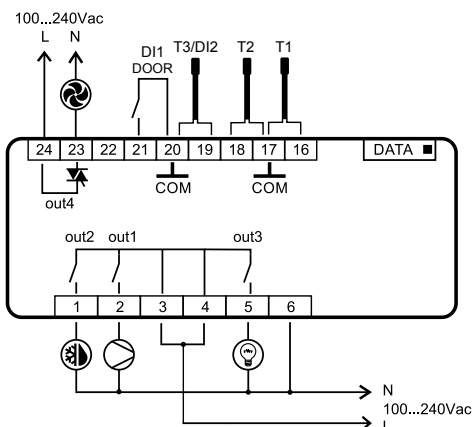 100...240Vac
L N
DI1
DOOR
T3/DI2 T2 T1
24 23 22 21 20 19 18 17 16 DATA
COM COM
out4
out2 out1 out3
1 2 3 4 5 6
N
100...240Vac
L